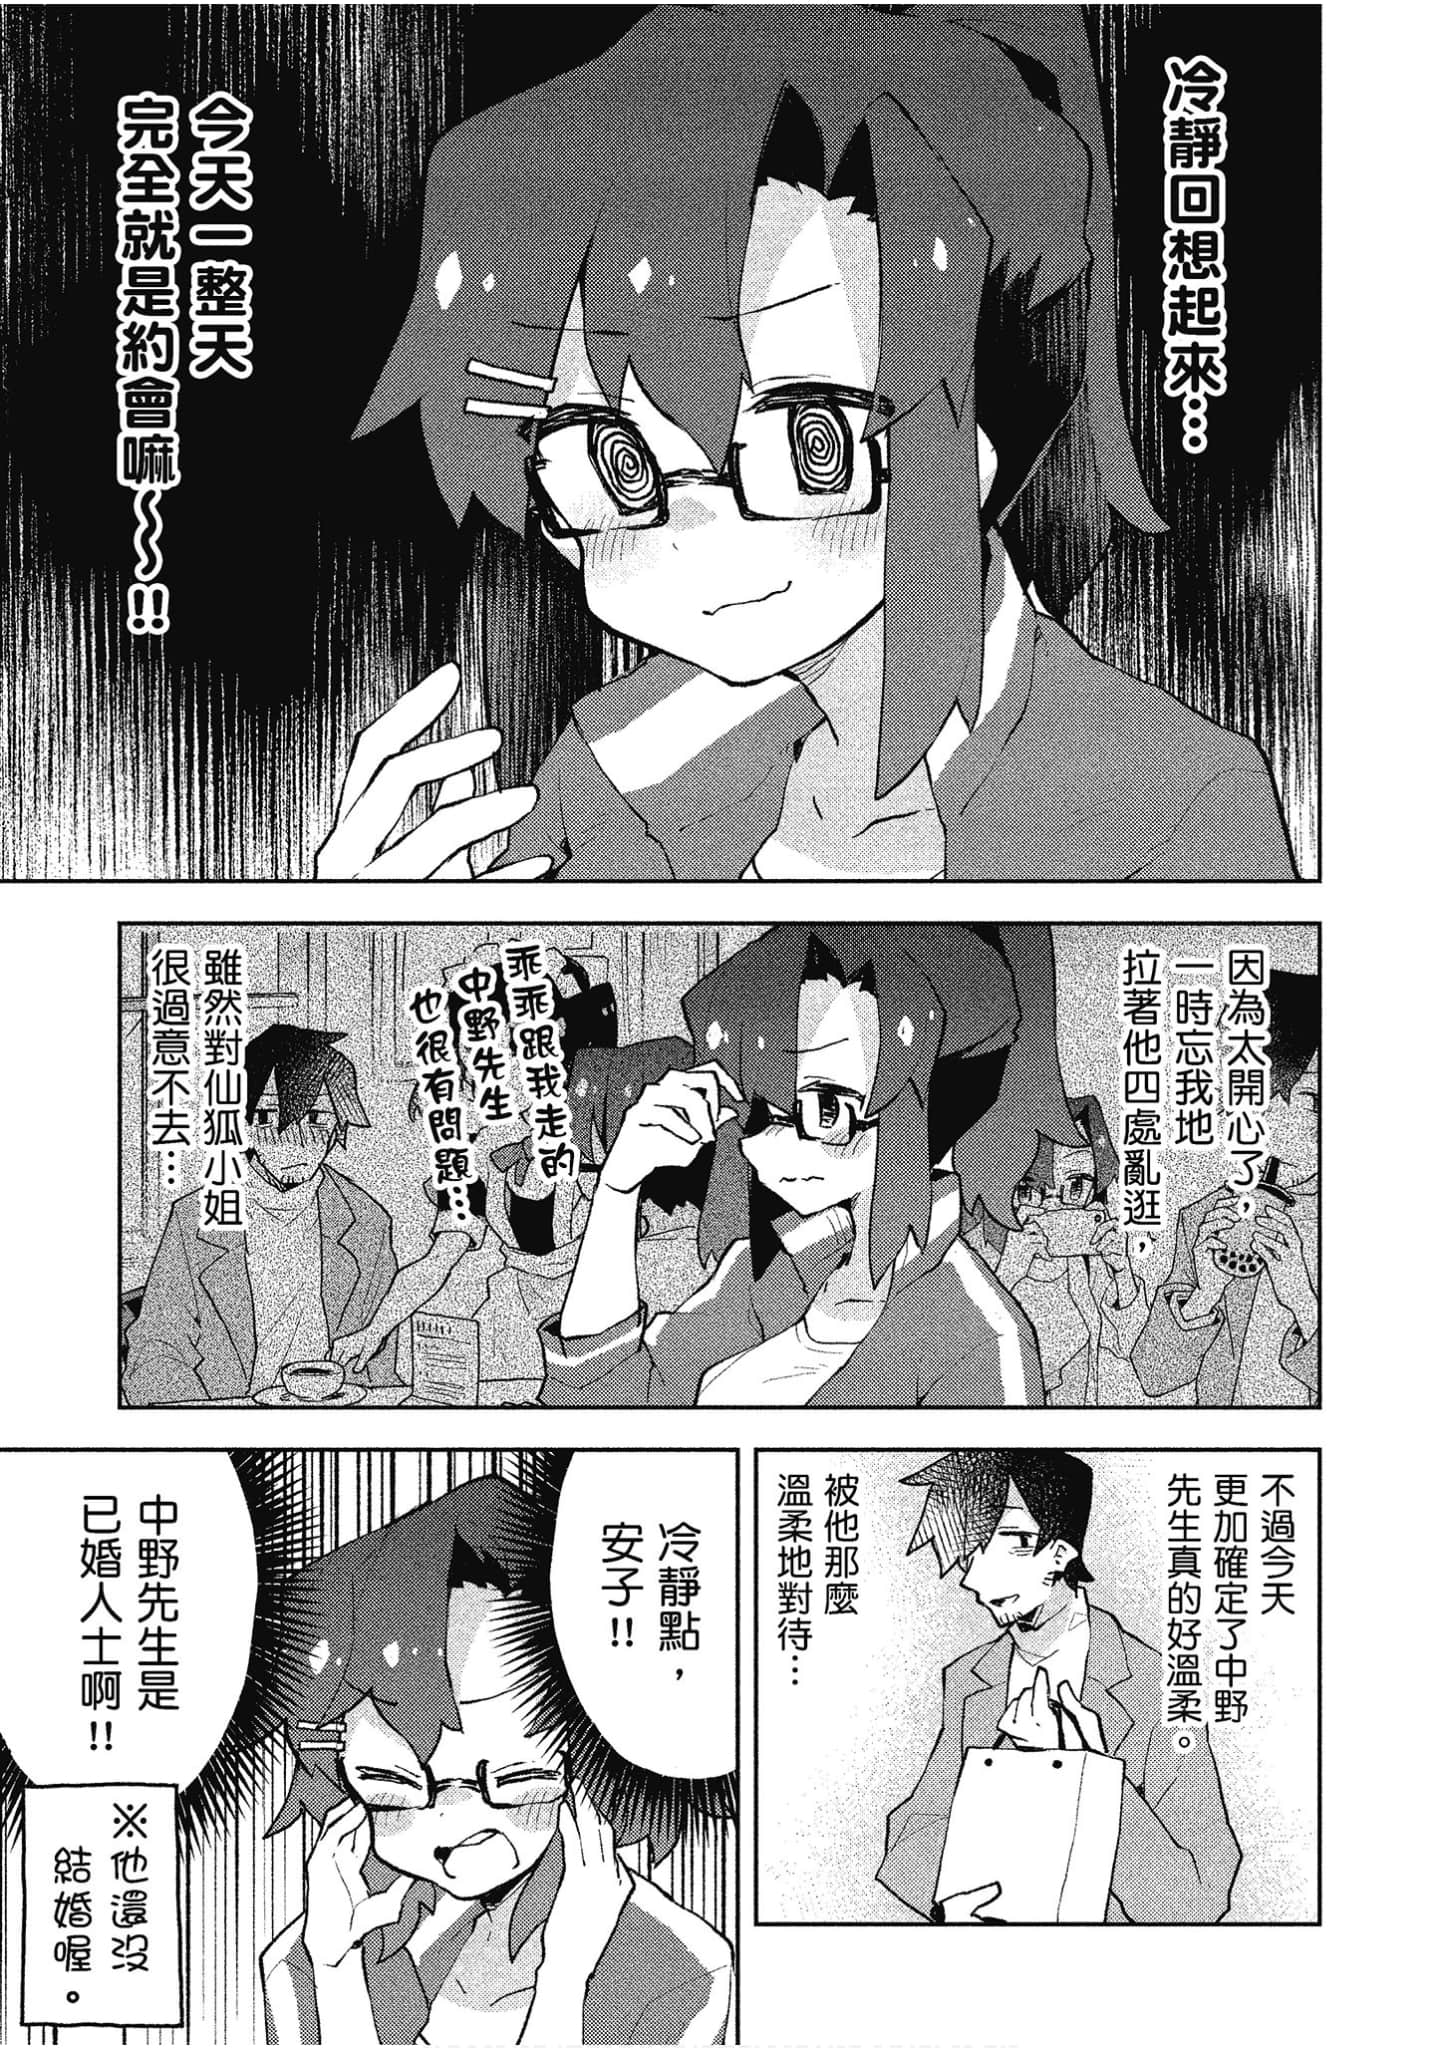 冷靜回想起來…
今天一整天
完全就是約會嘛～～!!
因為太開心了，
一時忘我地
拉著他四處亂逛，
乖乖跟我走的
中野先生
也很有問題…
雖然對仙狐小姐
很過意不去…
不過今天
更加確定了中野
先生真的好溫柔。
被他那麼
溫柔地對待…
冷靜點，
安子!!
中野先生是
已婚人士啊!!
※他還沒
結婚喔。